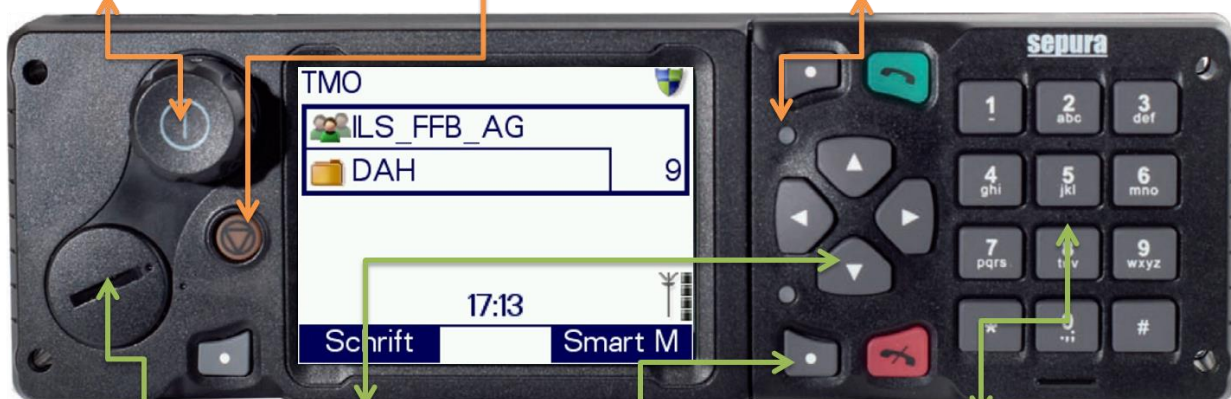 sepura
TMO
ILS_FFB_AG
DAH 9
17:13
Schrift Smart M
1 2 abc 3 def
4 ghi 5 jkl 6 mno
7 pqrs 9 wxyz
* #